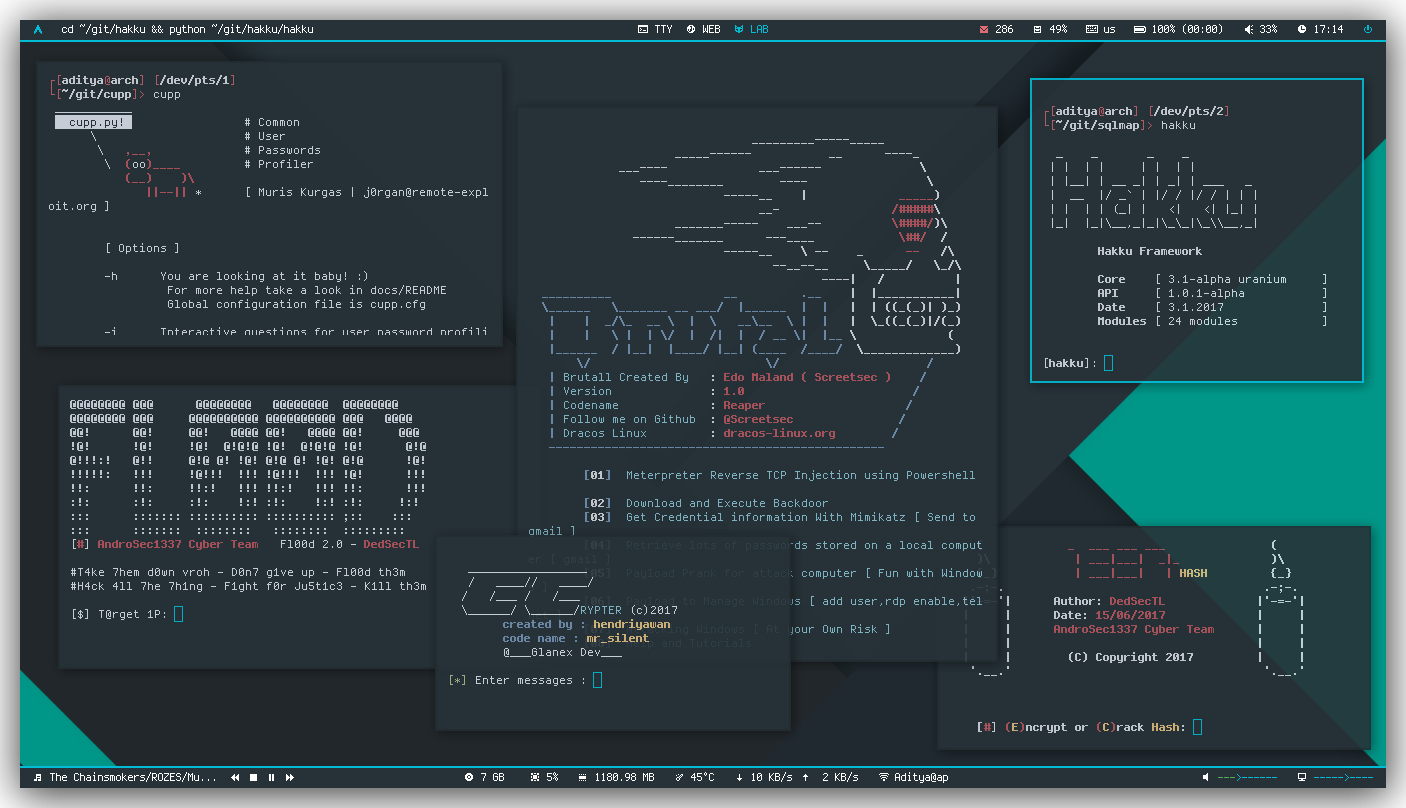 cd ~/git/hakku && python ~/git/hakku/hakku
TTY WEB LAB
286 49% us 100% (00:00) 33% 17:14
[aditya@arch] [/dev/pts/1]
[~/git/cupp]> cupp
cupp.py! # Common
# User
# Passwords
(oo)____ # Profiler
(__) )\
||--|| * [ Muris Kurgas | j0rgan@remote-expl
oit.org ]
[ Options ]
-h You are looking at it baby! :)
For more help take a look in docs/README
Global configuration file is cupp.cfg
-i Interactive questions for user password profili
[#] AndroSec1337 Cyber Team Fl00d 2.0 - DedSecTL
#T4ke 7hem d0wn vroh - D0n7 g1ve up - Fl00d th3m
#H4ck 4ll 7he 7h1ng - F1ght f0r Ju5t1c3 - K1ll th3m
[$] T@rget 1P:
| Brutall Created By : Edo Maland ( Screetsec ) /
| Version : 1.0 /
| Codename : Reaper /
| Follow me on Github : @Screetsec /
| Dracos Linux : dracos-linux.org /
[01] Meterpreter Reverse TCP Injection using Powershell
[02] Download and Execute Backdoor
[03] Get Credential information With Mimikatz [ Send to
gmail ]
[04] Retrieve lots of passwords stored on a local comput
er [ gmail ]
[05] Payload Prank for attack computer [ Fun with Window
Payload to Manage Windows [ add user,rdp enable,tel
Windows [ At your Own Risk ]
and Tutorials
RYPTER (c)2017
created by : hendriyawan
code name : mr_silent
@___Glanex Dev___
[*] Enter messages :
[aditya@arch] [/dev/pts/2]
[~/git/sqlmap]> hakku
Hakku Framework
Core [ 3.1-alpha uranium ]
API [ 1.0.1-alpha ]
Date [ 3.1.2017 ]
Modules [ 24 modules ]
[hakku]:
HASH
Author: DedSecTL
Date: 15/06/2017
AndroSec1337 Cyber Team
(C) Copyright 2017
[#] (E)ncrypt or (C)rack Hash:
The Chainsmokers/ROZES/Mu...
7 GB 5% 1180.98 MB 45°C ↓ 10 KB/s ↑ 2 KB/s Aditya@ap
--->------ ----->----